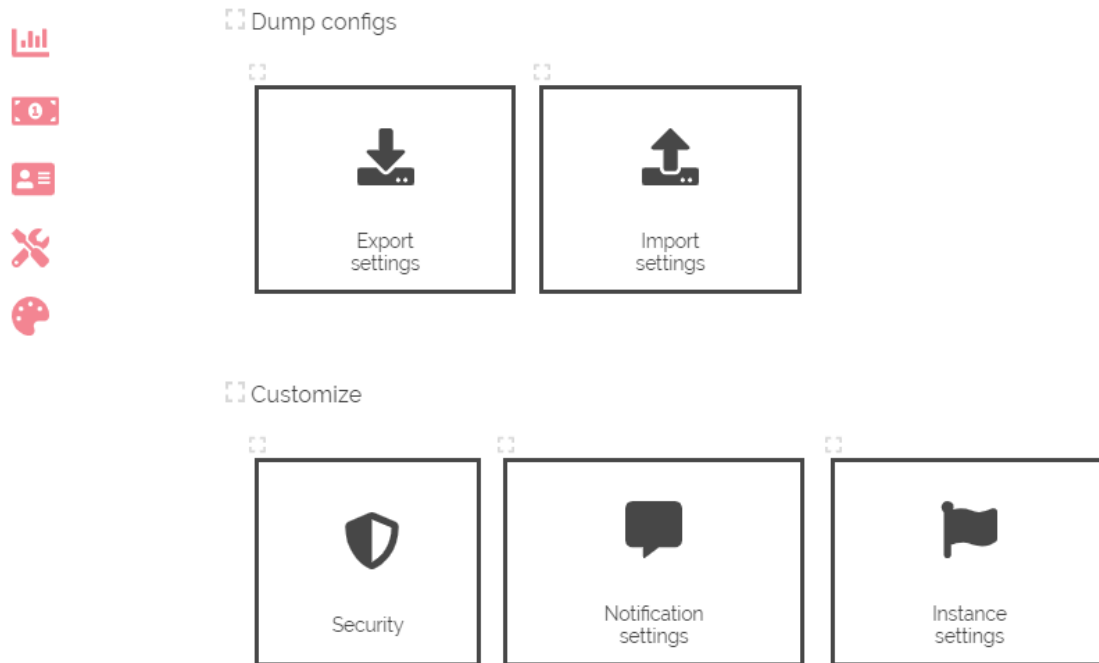 Dump configs
Export
settings
Import
settings
Customize
Security
Notification
settings
Instance
settings